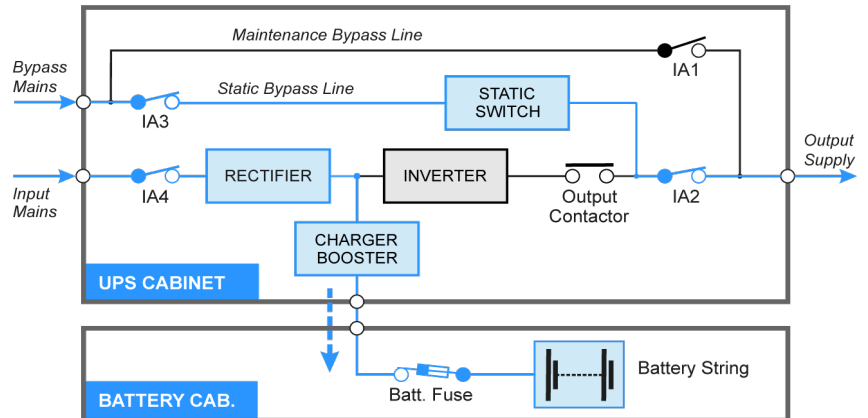 Maintenance Bypass Line
Bypass
Mains
IA1
Static Bypass Line
STATIC
SWITCH
IA3
Output
Supply
RECTIFIER
INVERTER
Input
Mains
IA4
Output
Contactor
IA2
CHARGER
BOOSTER
UPS CABINET
Battery String
Batt. Fuse
BATTERY CAB.